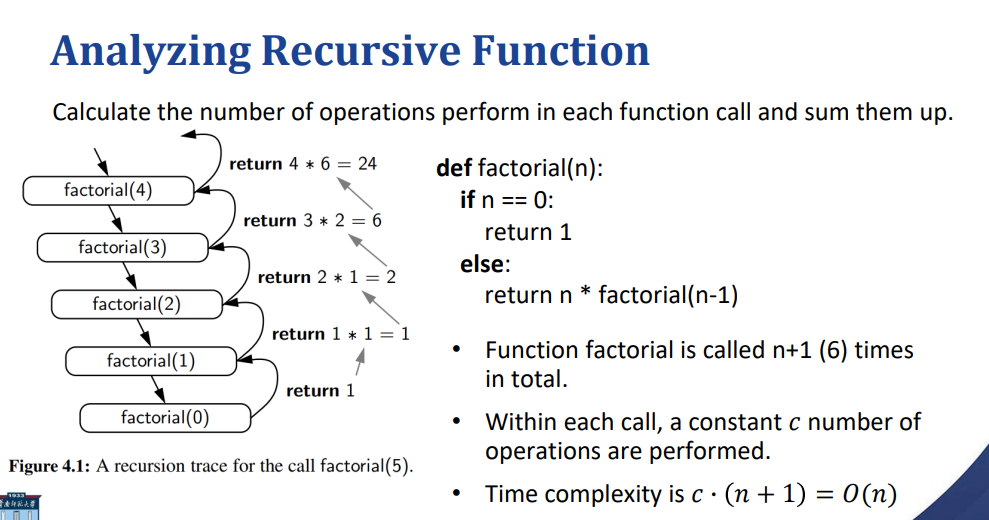 Analyzing Recursive Function
Calculate the number of operations perform in each function call and sum them up.
return 4 * 6 = 24
factorial(4)
return 3 * 2 = 6
factorial(3)
return 2 * 1 = 2
factorial(2)
return 1 * 1 = 1
factorial(1)
return 1
factorial(0)
Figure 4.1: A recursion trace for the call factorial(5).
def factorial(n):
if n == 0:
return 1
else:
return n * factorial(n-1)
• Function factorial is called n+1 (6) times
in total.
• Within each call, a constant c number of
operations are performed.
• Time complexity is c · (n + 1) = O(n)
1933